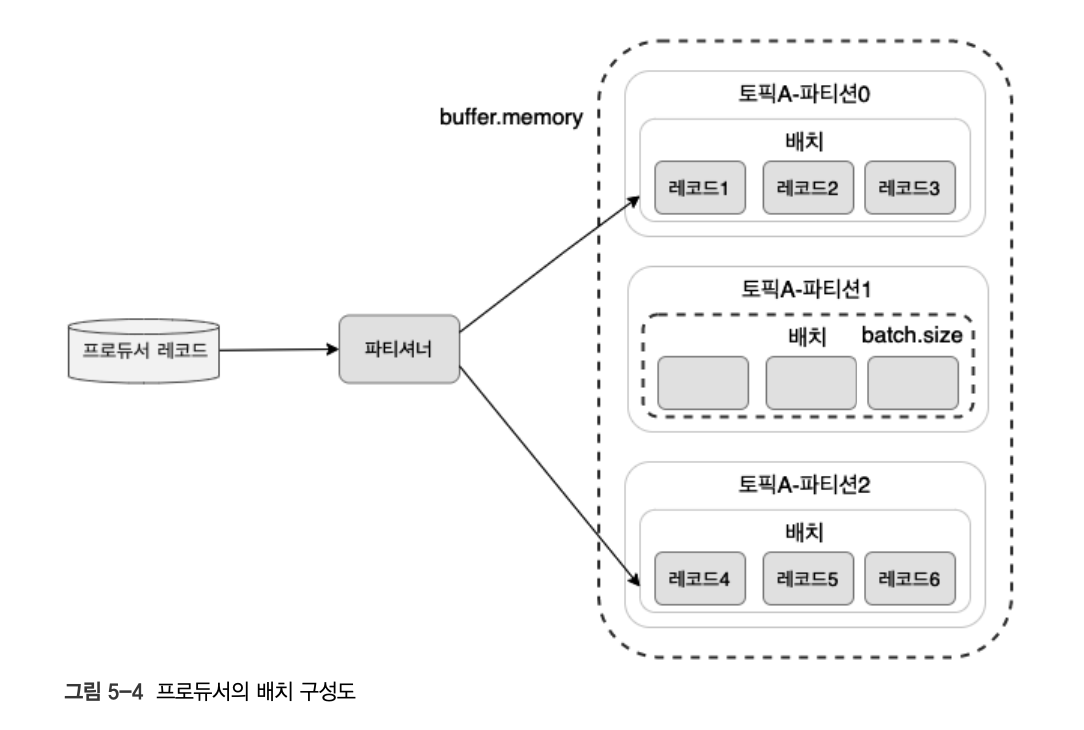 buffer.memory
프로듀서 레코드
파티셔너
토픽A-파티션0
배치
레코드1 레코드2 레코드3
토픽A-파티션1
배치 batch.size
토픽A-파티션2
배치
레코드4 레코드5 레코드6
그림 5-4 프로듀서의 배치 구성도